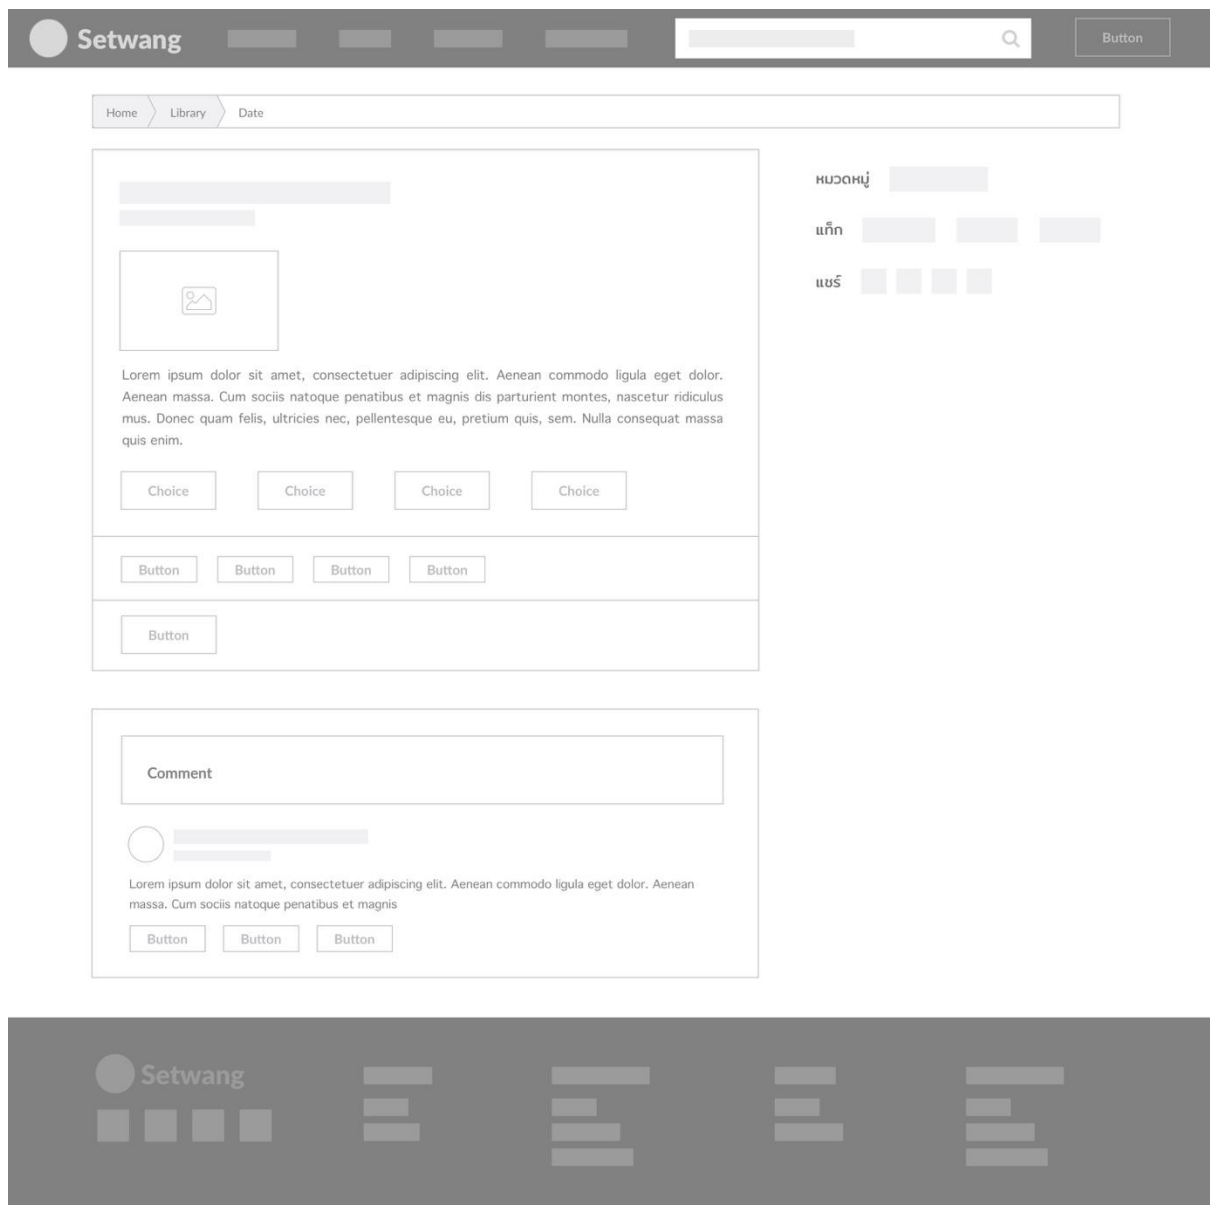 Setwang
Button
Home Library Date
หมวดหมู่
แท็ก
แชร์
Lorem ipsum dolor sit amet, consectetuer adipiscing elit. Aenean commodo ligula eget dolor.
Aenean massa. Cum sociis natoque penatibus et magnis dis parturient montes, nascetur ridiculus
mus. Donec quam felis, ultricies nec, pellentesque eu, pretium quis, sem. Nulla consequat massa
quis enim.
Choice Choice Choice Choice
Button Button Button Button
Button
Comment
Lorem ipsum dolor sit amet, consectetuer adipiscing elit. Aenean commodo ligula eget dolor. Aenean
massa. Cum sociis natoque penatibus et magnis
Button Button Button
Setwang